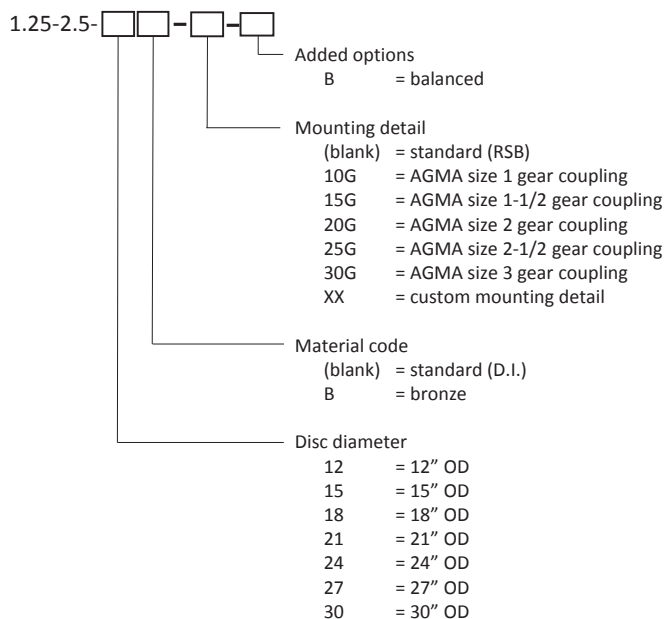 1.25-2.5-
Added options
B = balanced
Mounting detail
(blank) = standard (RSB)
10G = AGMA size 1 gear coupling
15G = AGMA size 1-1/2 gear coupling
20G = AGMA size 2 gear coupling
25G = AGMA size 2-1/2 gear coupling
30G = AGMA size 3 gear coupling
XX = custom mounting detail
Material code
(blank) = standard (D.I.)
B = bronze
Disc diameter
12 = 12” OD
15 = 15” OD
18 = 18” OD
21 = 21” OD
24 = 24” OD
27 = 27” OD
30 = 30” OD